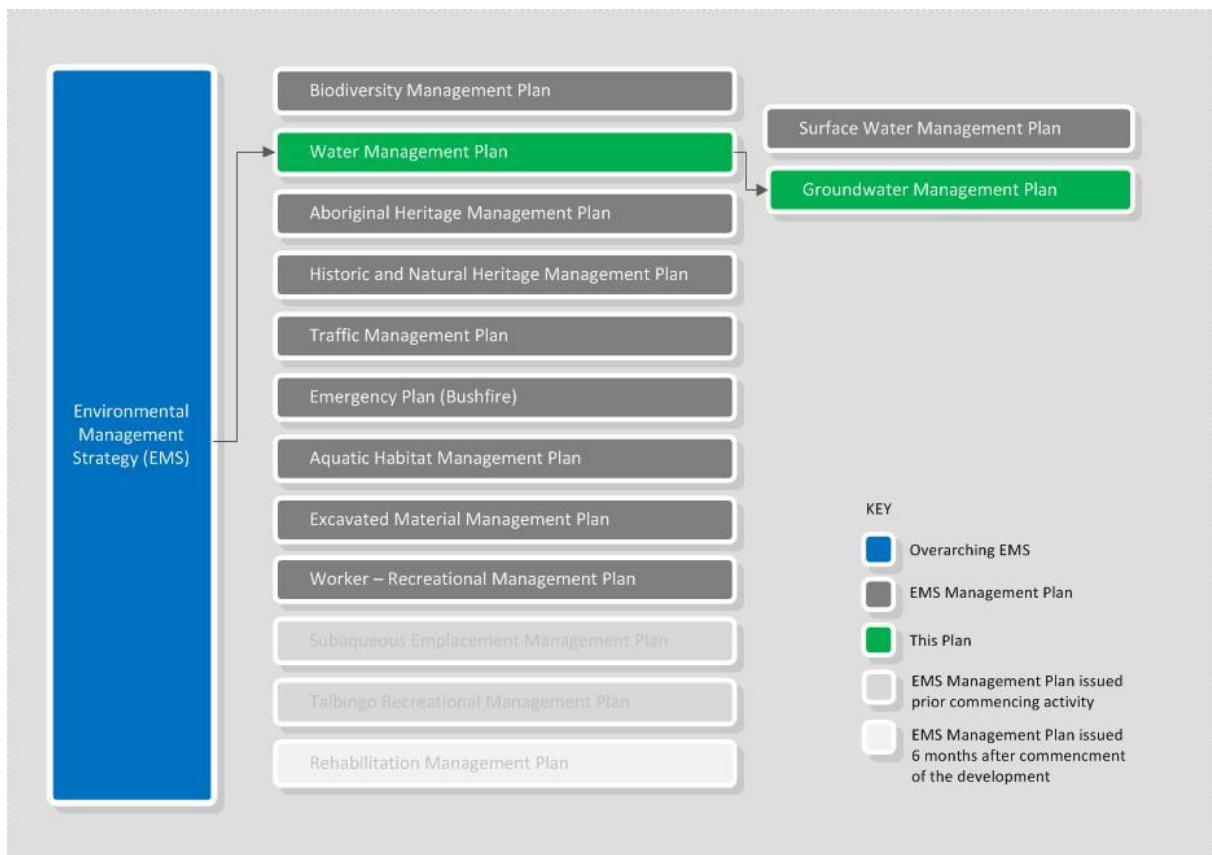 Environmental
Management
Strategy (EMS)
Biodiversity Management Plan
Water Management Plan
Aboriginal Heritage Management Plan
Historic and Natural Heritage Management Plan
Traffic Management Plan
Emergency Plan (Bushfire)
Aquatic Habitat Management Plan
Excavated Material Management Plan
Worker – Recreational Management Plan
Subaqueous Emplacement Management Plan
Talbingo Recreational Management Plan
Rehabilitation Management Plan
Surface Water Management Plan
Groundwater Management Plan
KEY
Overarching EMS
EMS Management Plan
This Plan
EMS Management Plan issued
prior commencing activity
EMS Management Plan issued
6 months after commencment
of the development